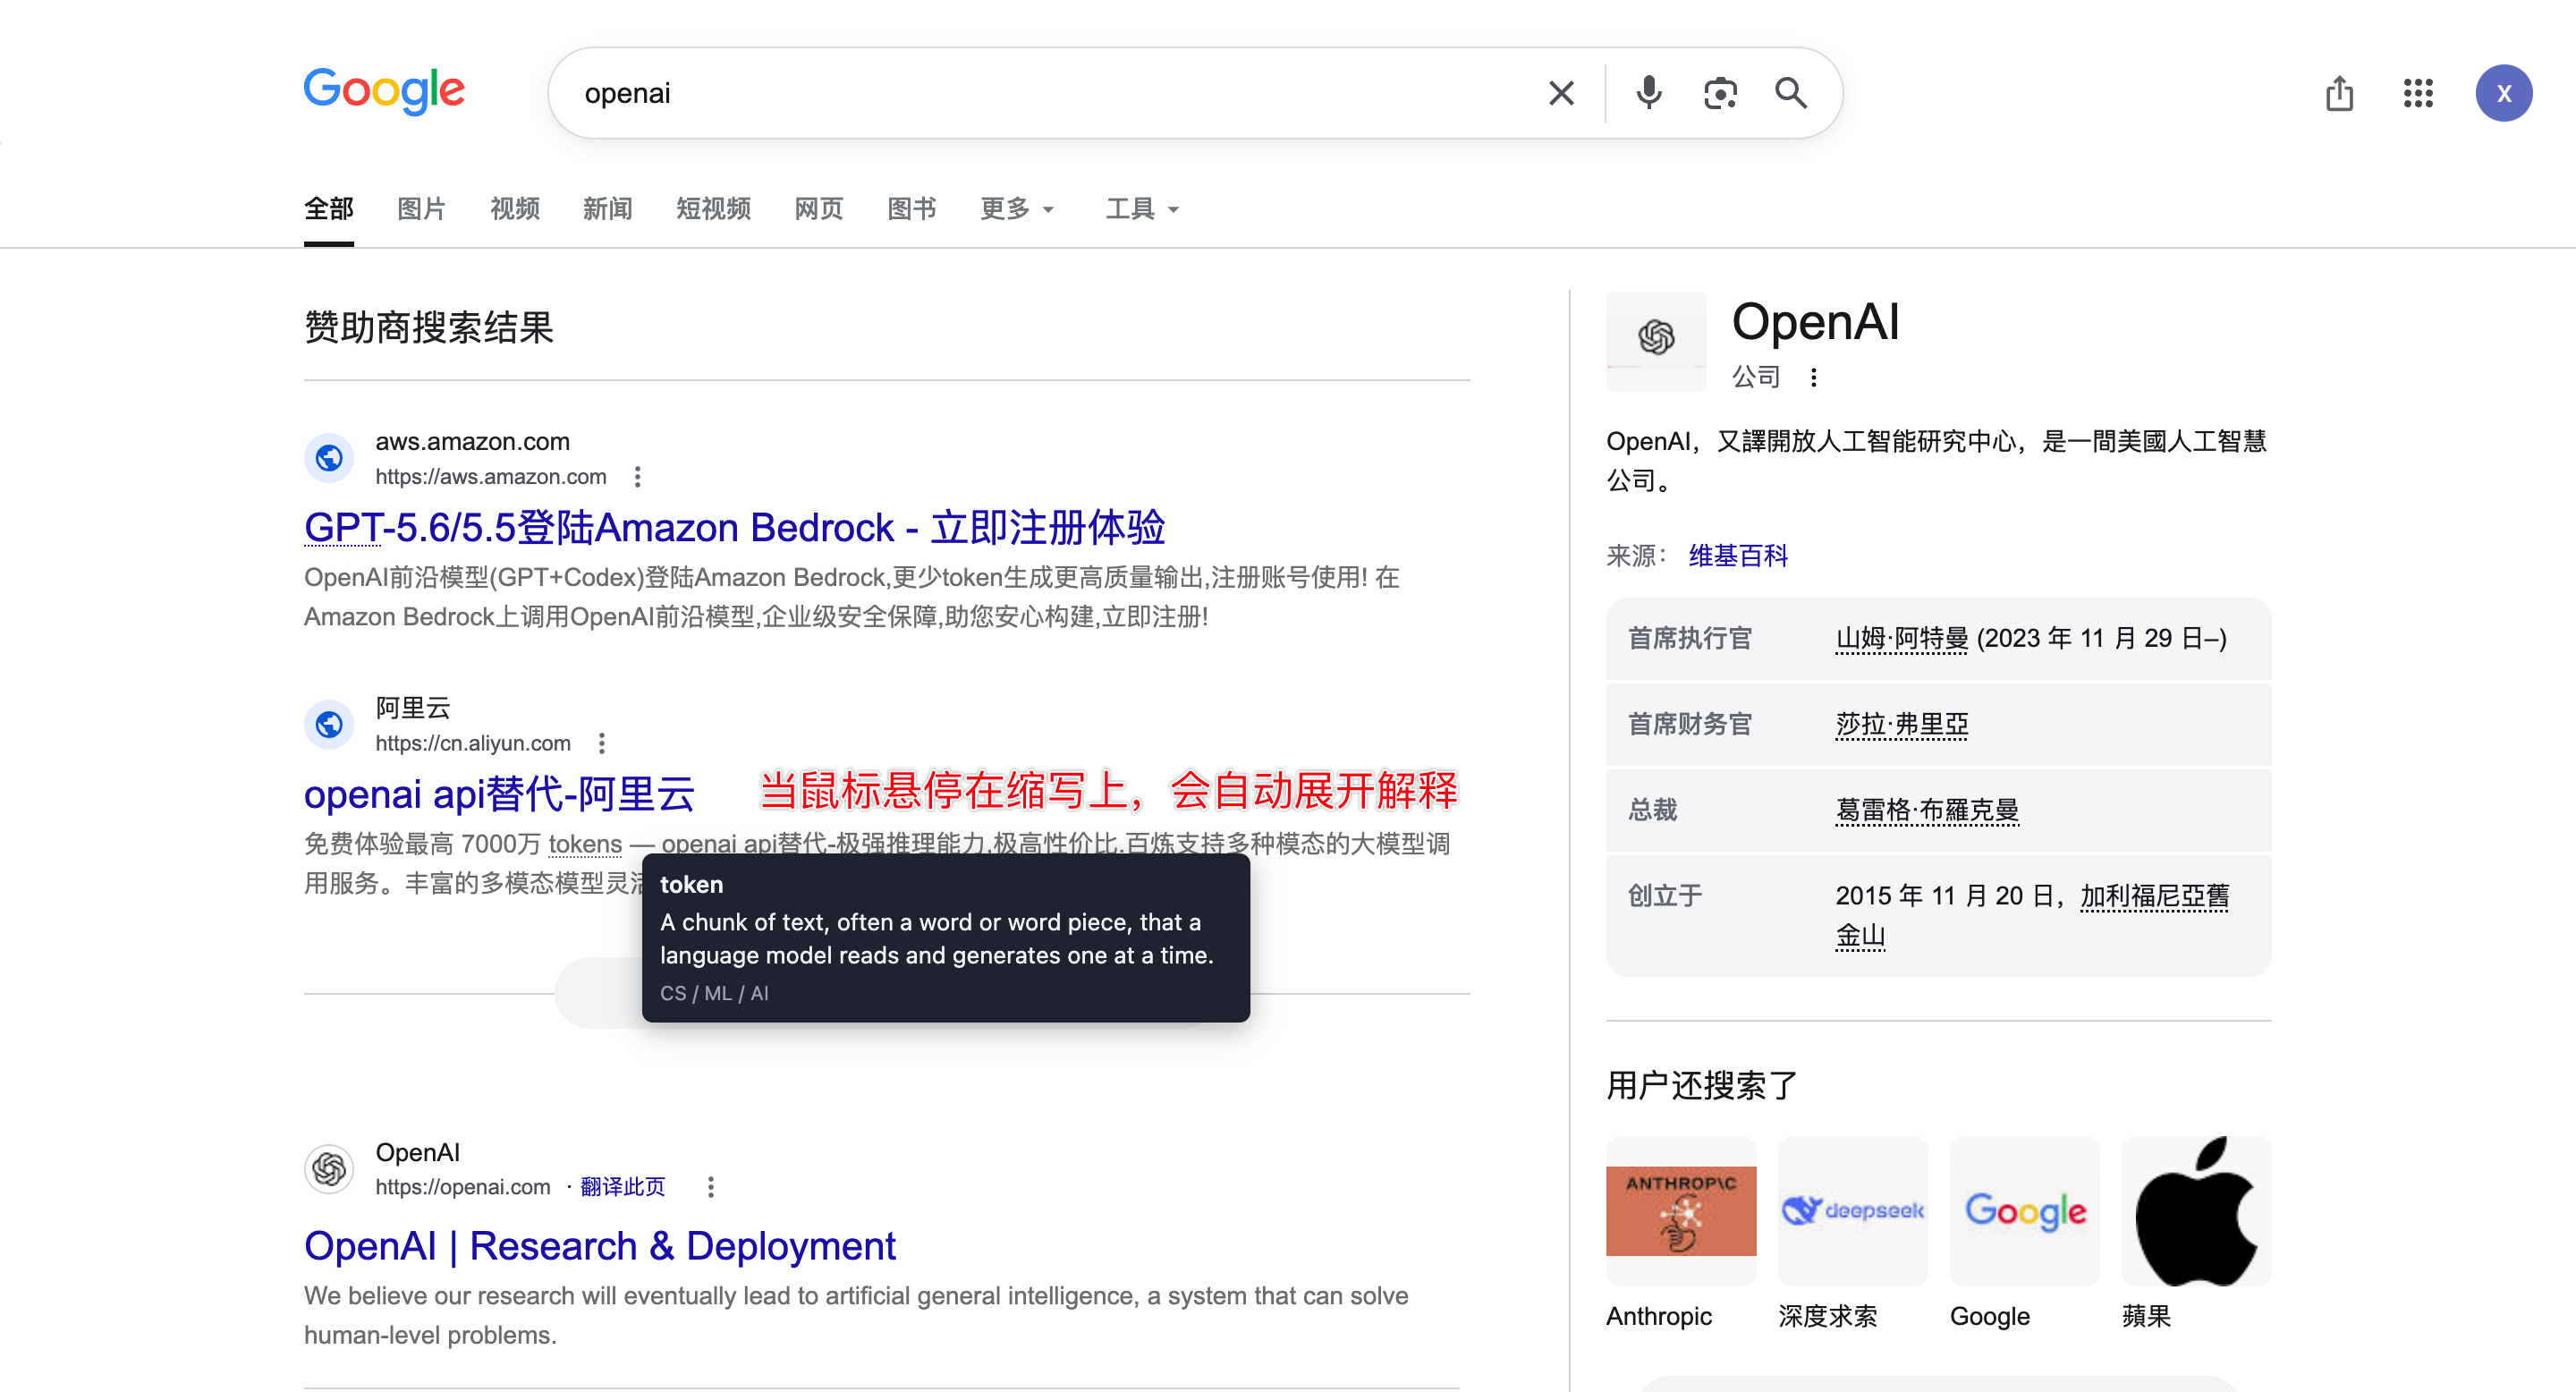 Google
openai
X
全部 图片 视频 新闻 短视频 网页 图书 更多 工具
赞助商搜索结果
aws.amazon.com
https://aws.amazon.com
GPT-5.6/5.5登陆Amazon Bedrock - 立即注册体验
OpenAI前沿模型(GPT+Codex)登陆Amazon Bedrock,更少token生成更高质量输出,注册账号使用! 在
Amazon Bedrock上调用OpenAI前沿模型,企业级安全保障,助您安心构建,立即注册!
阿里云
https://cn.aliyun.com
openai api替代-阿里云
当鼠标悬停在缩写上，会自动展开解释
免费体验最高 7000万 tokens — openai api替代-极强推理能力,极高性价比,百炼支持多种模态的大模型调
用服务。丰富的多模态模型灵活
token
A chunk of text, often a word or word piece, that a
language model reads and generates one at a time.
CS / ML / AI
OpenAI
https://openai.com · 翻译此页
OpenAI | Research & Deployment
We believe our research will eventually lead to artificial general intelligence, a system that can solve
human-level problems.
OpenAI
公司
OpenAI，又譯開放人工智能研究中心，是一間美國人工智慧
公司。
来源： 维基百科
首席执行官 山姆·阿特曼 (2023 年 11 月 29 日–)
首席财务官 莎拉·弗里亞
总裁 葛雷格·布羅克曼
创立于 2015 年 11 月 20 日，加利福尼亞舊
金山
用户还搜索了
ANTHROP\C
deepseek
Google
Anthropic
深度求索
Google
蘋果